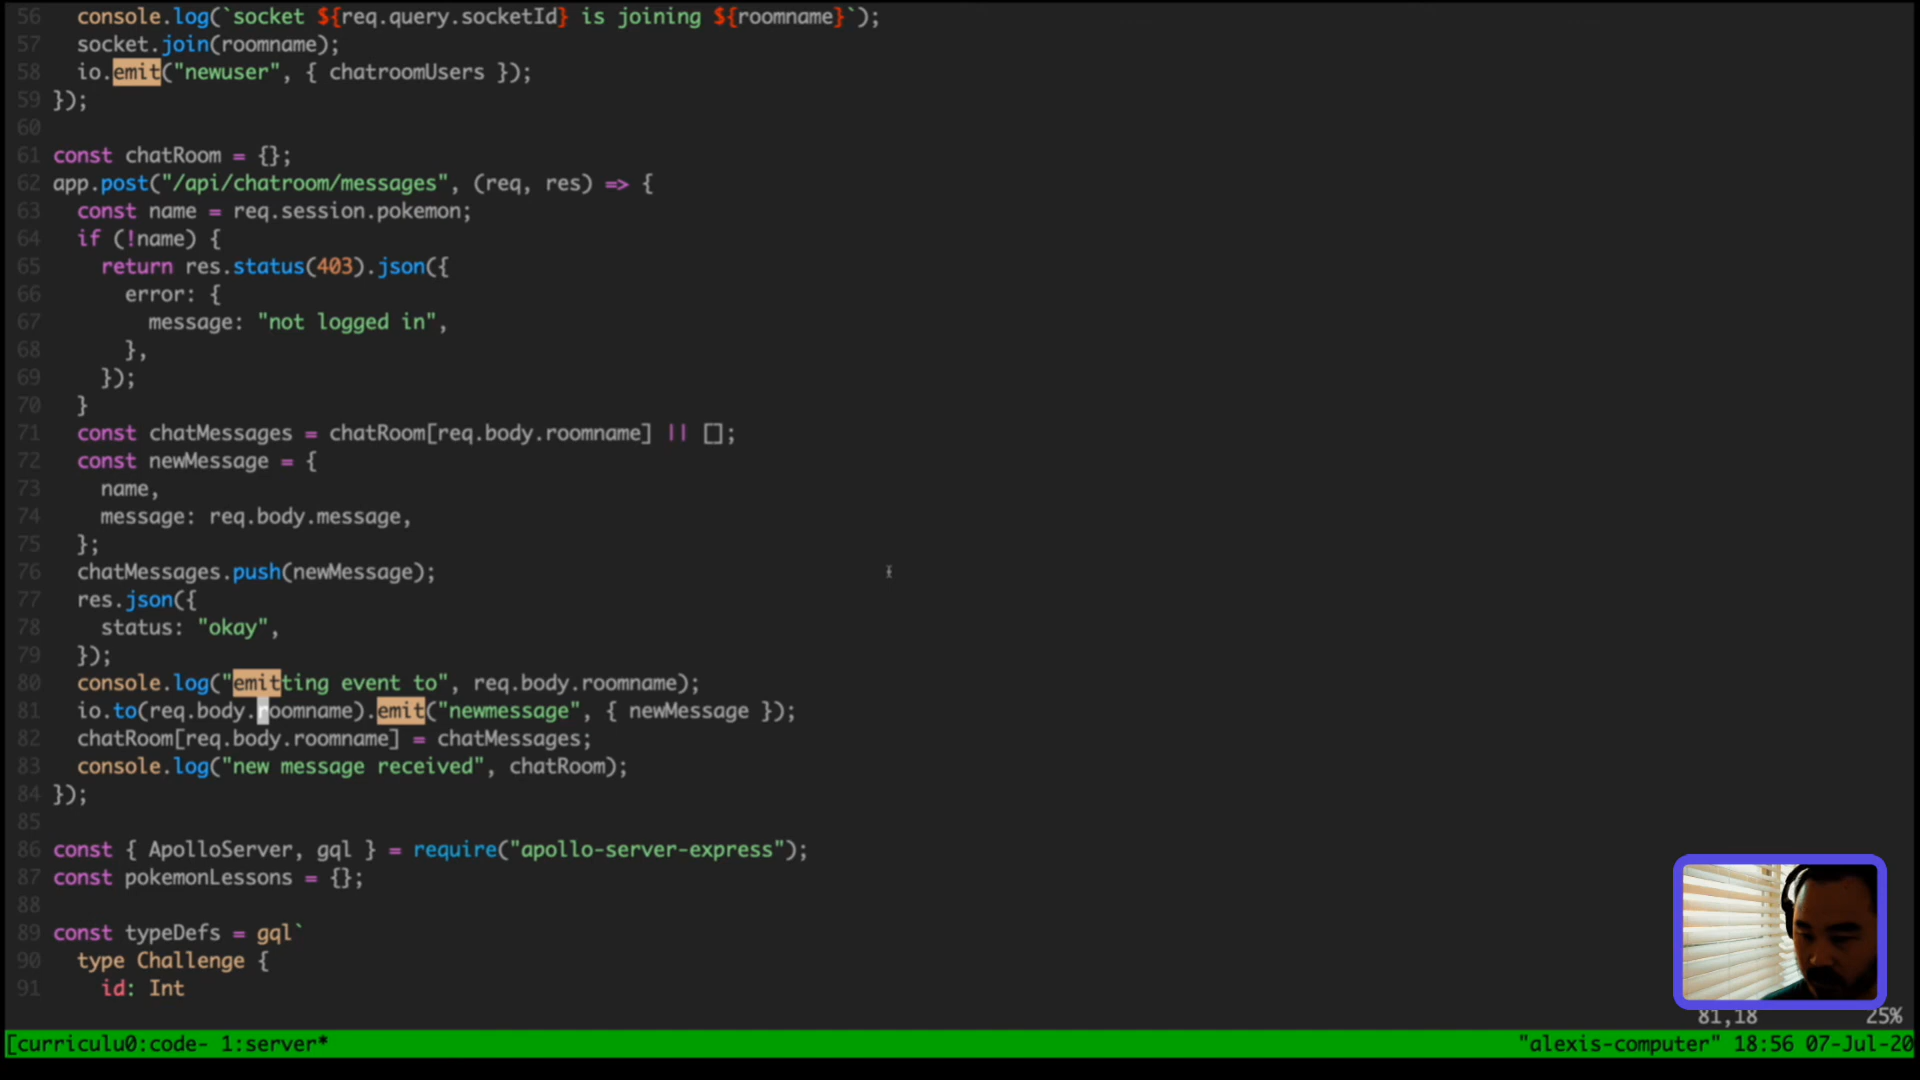 56 console.log(`socket ${req.query.socketId} is joining ${roomname}`);
57 socket.join(roomname);
58 io.emit("newuser", { chatroomUsers });
59 });
60
61 const chatRoom = {};
62 app.post("/api/chatroom/messages", (req, res) => {
63 const name = req.session.pokemon;
64 if (!name) {
65 return res.status(403).json({
66 error: {
67 message: "not logged in",
68 },
69 });
70 }
71 const chatMessages = chatRoom[req.body.roomname] || [];
72 const newMessage = {
73 name,
74 message: req.body.message,
75 };
76 chatMessages.push(newMessage);
77 res.json({
78 status: "okay",
79 });
80 console.log("emitting event to", req.body.roomname);
81 io.to(req.body.roomname).emit("newmessage", { newMessage });
82 chatRoom[req.body.roomname] = chatMessages;
83 console.log("new message received", chatRoom);
84 });
85
86 const { ApolloServer, gql } = require("apollo-server-express");
87 const pokemonLessons = {};
88
89 const typeDefs = gql`
90 type Challenge {
91 id: Int
81,18 25%
[curriculu0:code- 1:server* "alexis-computer" 18:56 07-Jul-20